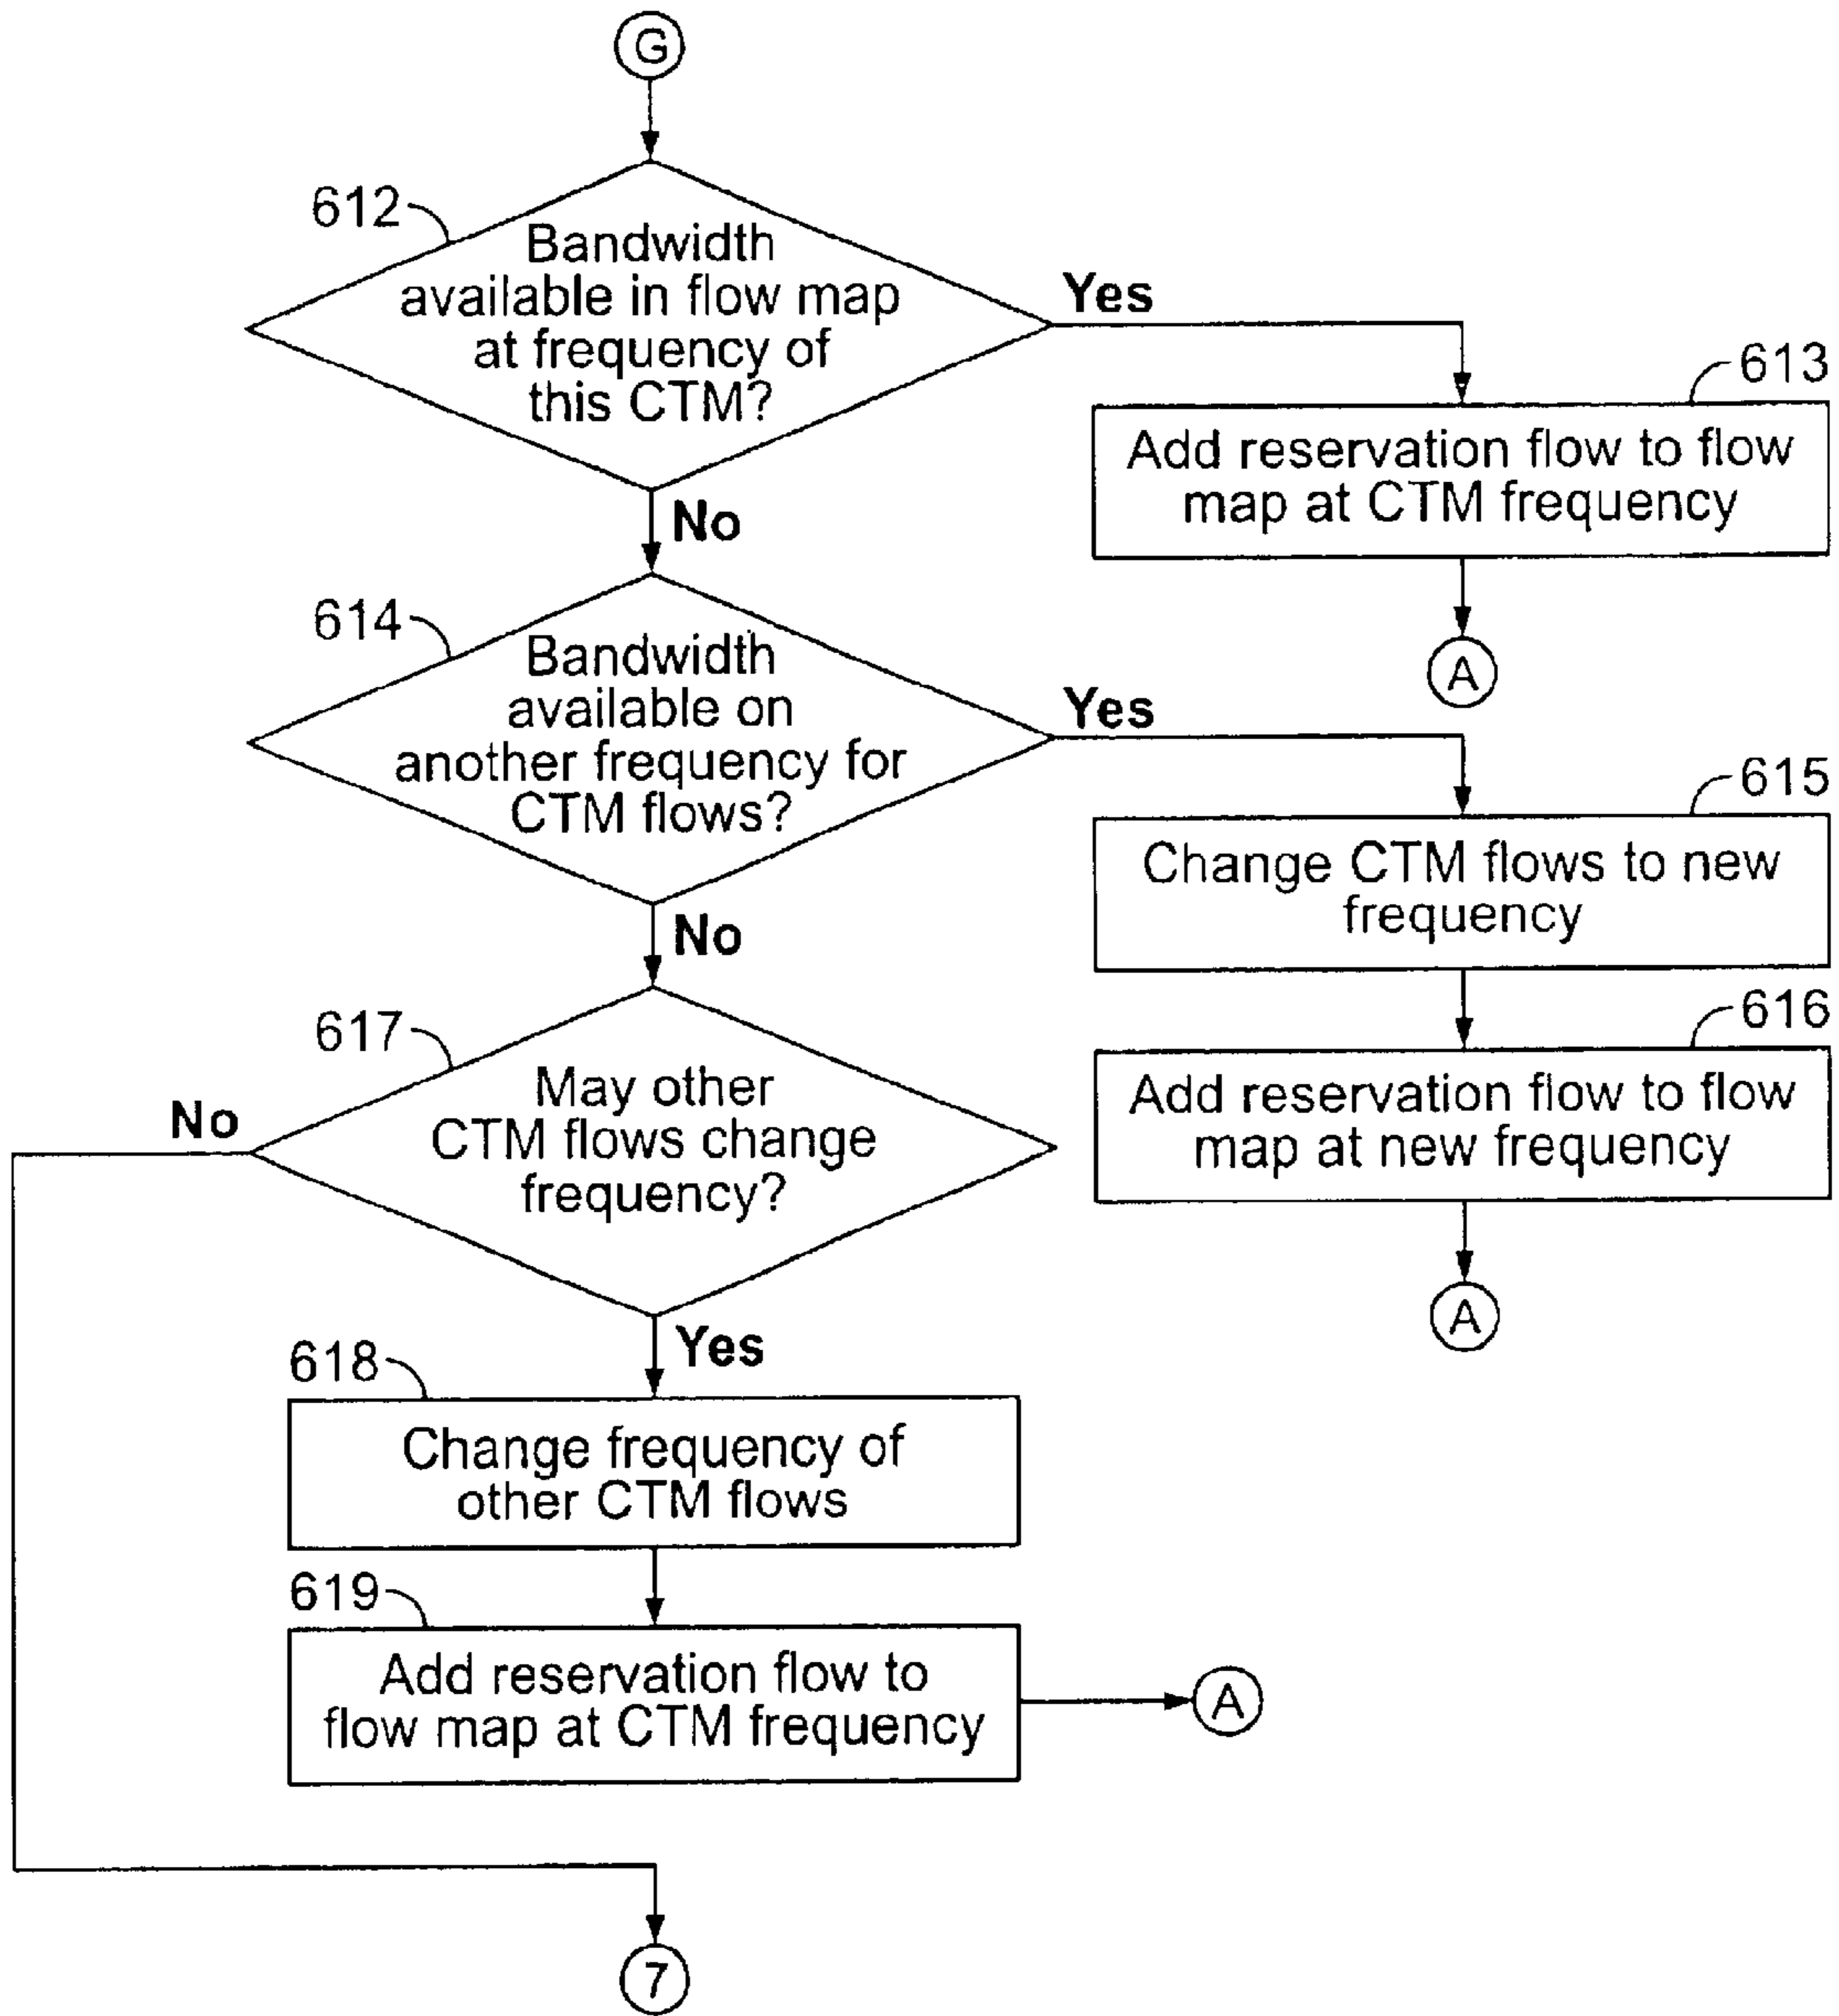 G
612
Bandwidth
available in flow map
at frequency of
this CTM?
Yes
613
Add reservation flow to flow
map at CTM frequency
No
A
614
Bandwidth
available on
another frequency for
CTM flows?
Yes
615
Change CTM flows to new
frequency
No
616
Add reservation flow to flow
map at new frequency
A
617
May other
CTM flows change
frequency?
No
Yes
618
Change frequency of
other CTM flows
619
Add reservation flow to
flow map at CTM frequency
A
7